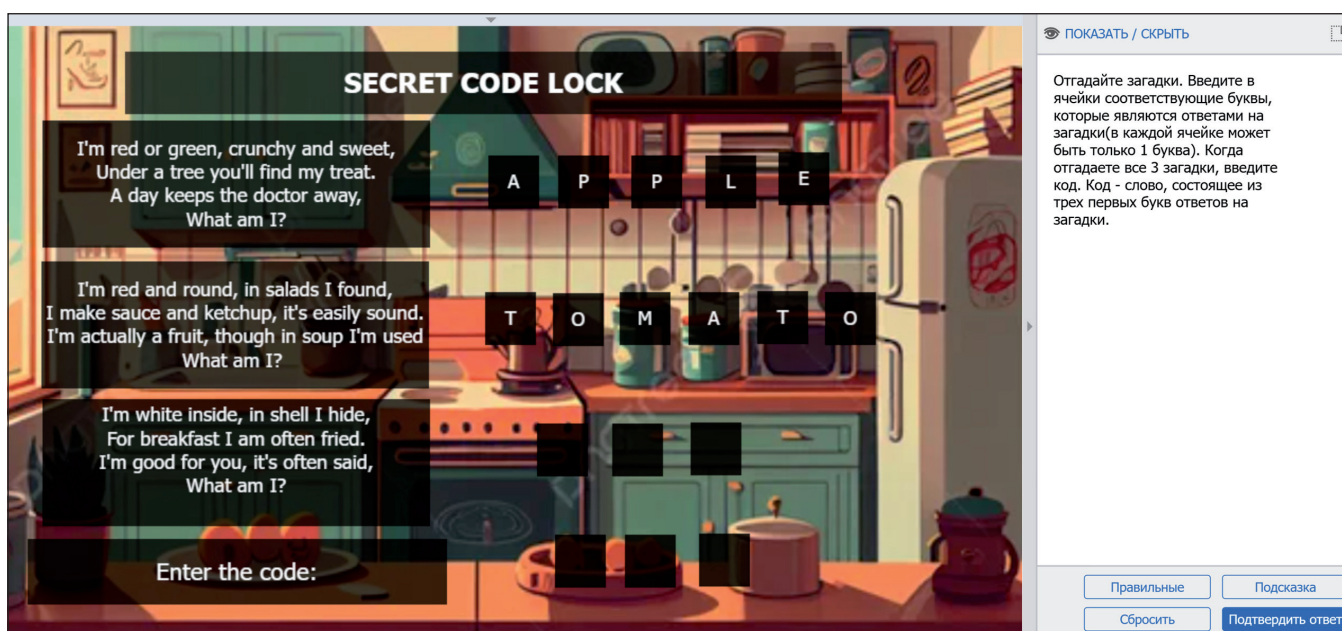 SECRET CODE LOCK
I'm red or green, crunchy and sweet,
Under a tree you'll find my treat.
A day keeps the doctor away,
What am I?
A P P L E
I'm red and round, in salads I found,
I make sauce and ketchup, it's easily sound.
I'm actually a fruit, though in soup I'm used
What am I?
T O M A T O
I'm white inside, in shell I hide,
For breakfast I am often fried.
I'm good for you, it's often said,
What am I?
Enter the code:
ПОКАЗАТЬ / СКРЫТЬ
Отгадайте загадки. Введите в
ячейки соответствующие буквы,
которые являются ответами на
загадки(в каждой ячейке может
быть только 1 буква). Когда
отгадаете все 3 загадки, введите
код. Код - слово, состоящее из
трех первых букв ответов на
загадки.
Правильные
Подсказка
Сбросить
Подтвердить ответ